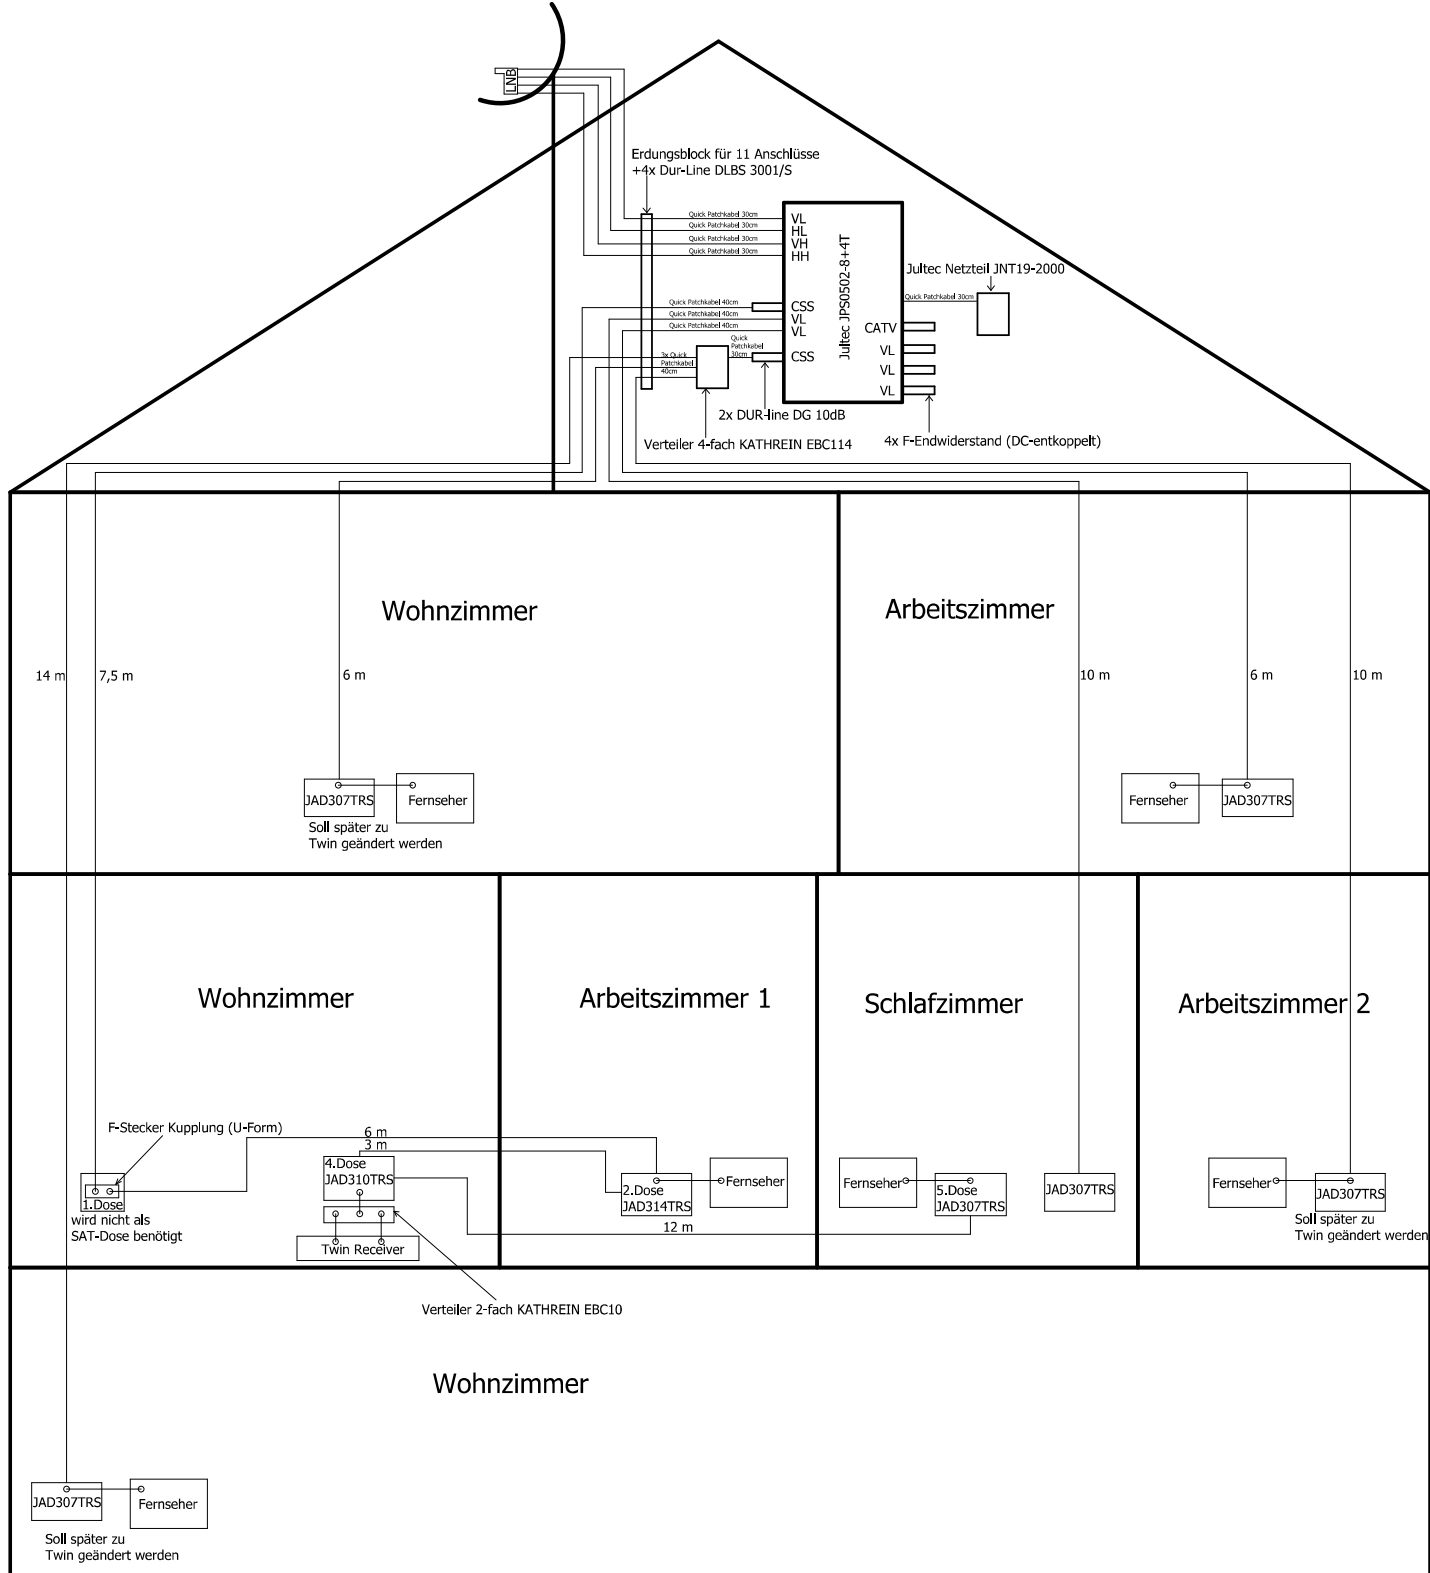 LNB
Erdungsblock für 11 Anschlüsse
+4x Dur-Line DLBS 3001/S
Quick Patchkabel 30cm
Quick Patchkabel 30cm
Quick Patchkabel 30cm
Quick Patchkabel 30cm
VL
HL
VH
HH
Jultec JPS0502-8+4T
Jultec Netzteil JNT19-2000
Quick Patchkabel 30cm
Quick Patchkabel 40cm
Quick Patchkabel 40cm
Quick Patchkabel 40cm
CSS
VL
VL
CSS
CATV
VL
VL
VL
Quick
Patchkabel
30cm
3x Quick
Patchkabel
40cm
2x DUR-line DG 10dB
Verteiler 4-fach KATHREIN EBC114
4x F-Endwiderstand (DC-entkoppelt)
Wohnzimmer
Arbeitszimmer
14 m
7,5 m
6 m
10 m
6 m
10 m
JAD307TRS
Fernseher
Soll später zu
Twin geändert werden
Fernseher
JAD307TRS
Wohnzimmer
Arbeitszimmer 1
Schlafzimmer
Arbeitszimmer 2
F-Stecker Kupplung (U-Form)
6 m
3 m
1.Dose
wird nicht als
SAT-Dose benötigt
4.Dose
JAD310TRS
Twin Receiver
2.Dose
JAD314TRS
Fernseher
12 m
Fernseher
5.Dose
JAD307TRS
JAD307TRS
Fernseher
JAD307TRS
Soll später zu
Twin geändert werden
Verteiler 2-fach KATHREIN EBC10
Wohnzimmer
JAD307TRS
Fernseher
Soll später zu
Twin geändert werden